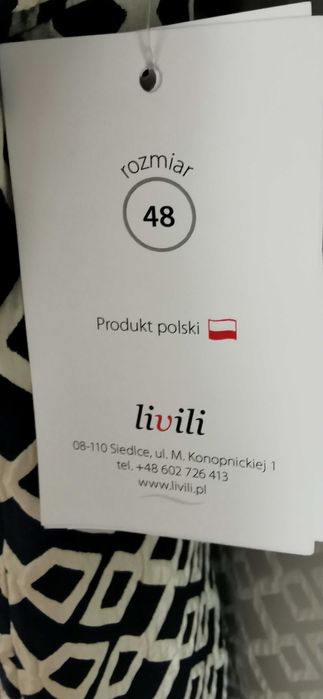 rozmiar
48
Produkt polski
livili
08-110 Siedlce, ul. M. Konopnickiej 1
tel. +48 602 726 413
www.livili.pl